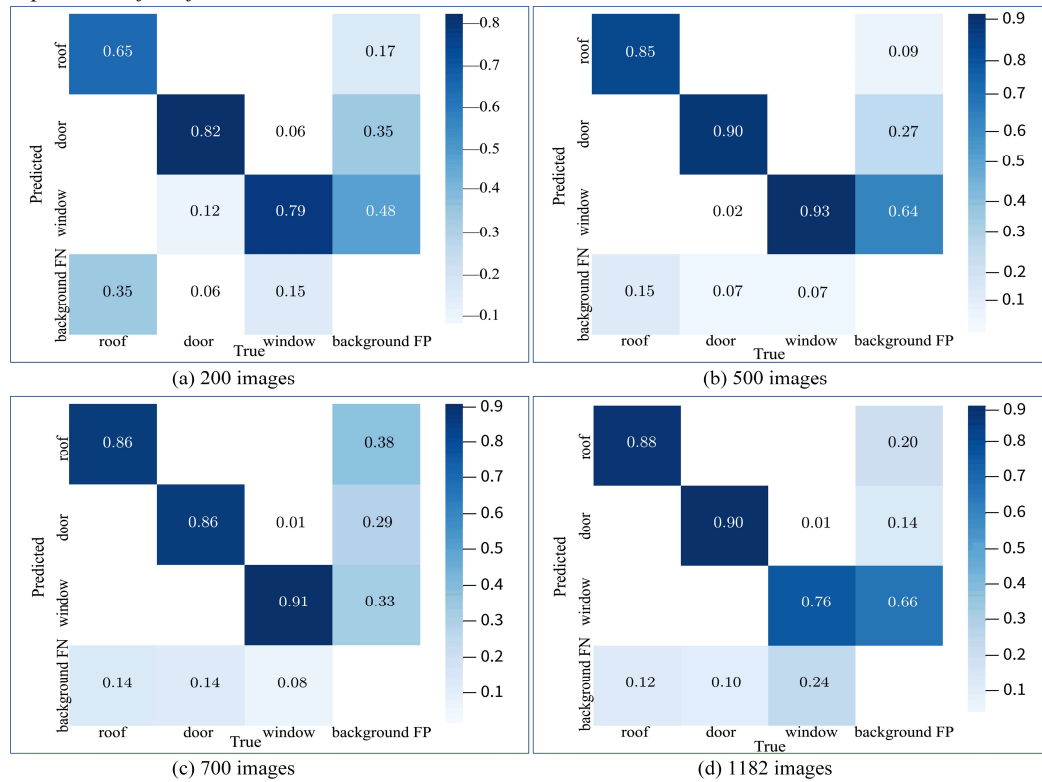 0.65 0.17
0.82 0.06 0.35
0.12 0.79 0.48
0.35 0.06 0.15
roof door window background FP
True
Predicted
roof
door
window
background FN
0.8
0.7
0.6
0.5
0.4
0.3
0.2
0.1
(a) 200 images
0.85 0.09
0.90 0.27
0.02 0.93 0.64
0.15 0.07 0.07
roof door window background FP
True
Predicted
roof
door
window
background FN
0.9
0.8
0.7
0.6
0.5
0.4
0.3
0.2
0.1
(b) 500 images
0.86 0.38
0.86 0.01 0.29
0.91 0.33
0.14 0.14 0.08
roof door window background FP
True
Predicted
roof
door
window
background FN
0.9
0.8
0.7
0.6
0.5
0.4
0.3
0.2
0.1
(c) 700 images
0.88 0.20
0.90 0.01 0.14
0.76 0.66
0.12 0.10 0.24
roof door window background FP
True
Predicted
roof
door
window
background FN
0.9
0.8
0.7
0.6
0.5
0.4
0.3
0.2
0.1
(d) 1182 images